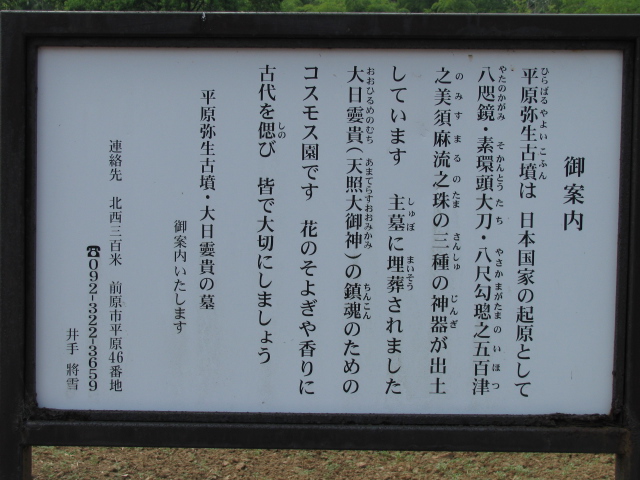 御案内
平原弥生古墳は 日本国家の起原として
八咫鏡・素環頭大刀・八尺勾璁之五百津
之美須麻流之珠の三種の神器が出土
しています 主墓に埋葬されました
大日孁貴(天照大御神)の鎮魂のための
コスモス園です 花のそよぎや香りに
古代を偲び 皆で大切にしましょう
平原弥生古墳・大日孁貴の墓
御案内いたします
連絡先 北西三百米 前原市平原46番地
☎092-322-3659
井手 將雪